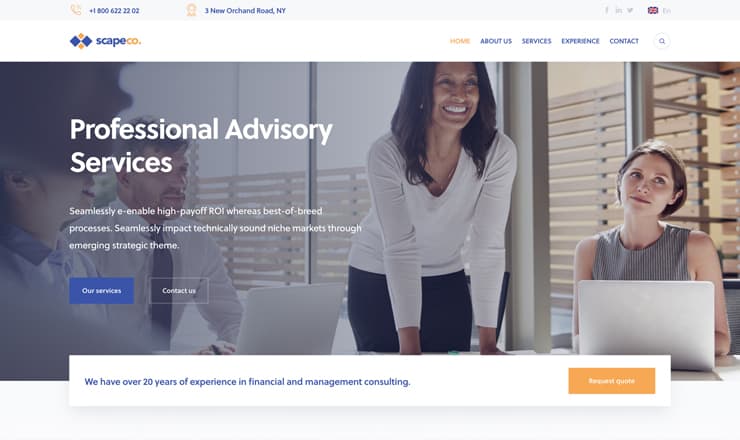 +1 800 622 22 02
3 New Orchand Road, NY
En
scapeco.
HOME ABOUT US SERVICES EXPERIENCE CONTACT
Professional Advisory
Services
Seamlessly e-enable high-payoff ROI whereas best-of-breed
processes. Seamlessly impact technically sound niche markets through
emerging strategic theme.
Our services
Contact us
We have over 20 years of experience in financial and management consulting.
Request quote